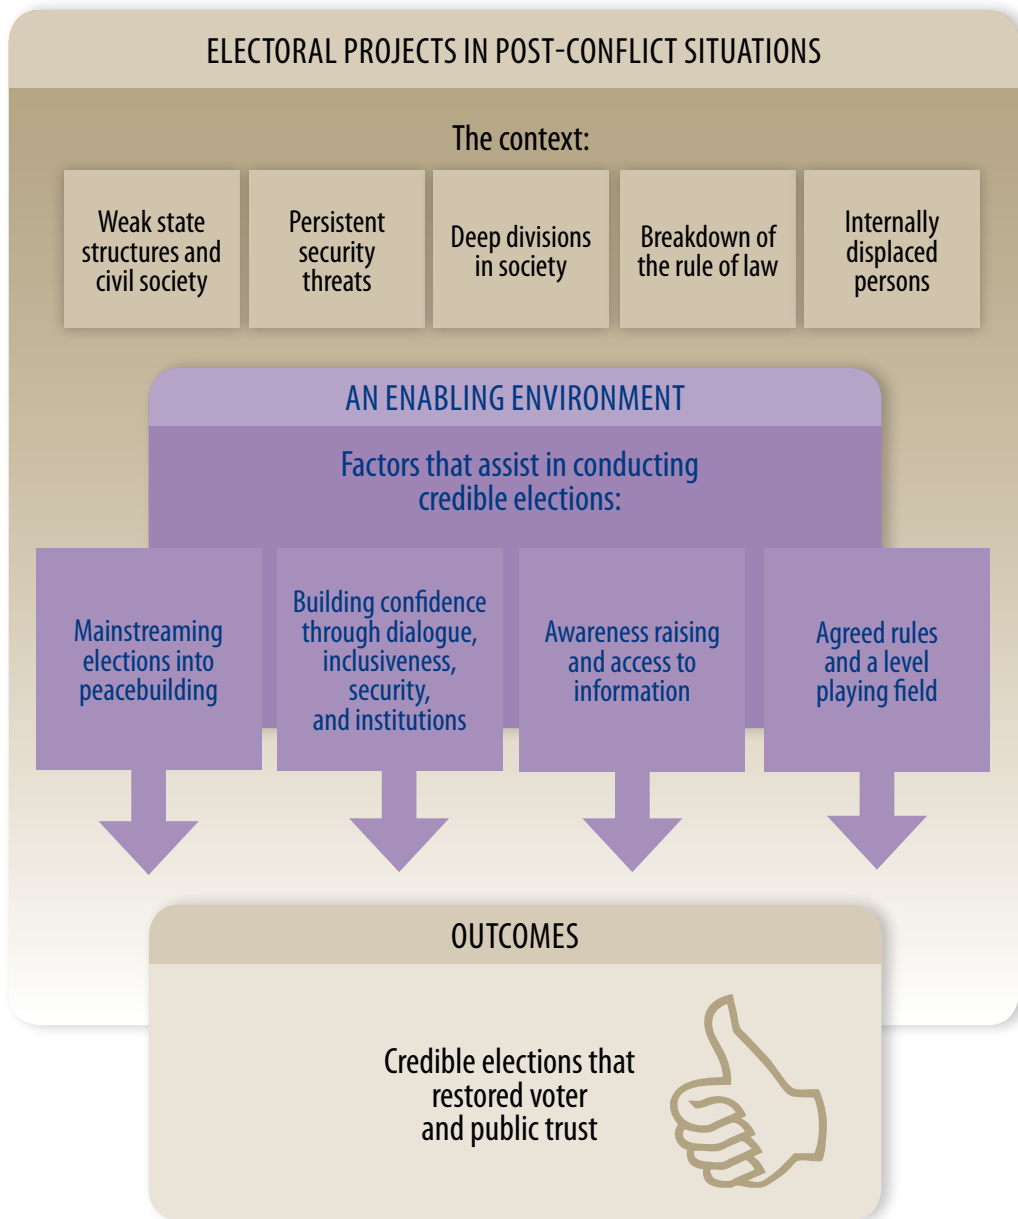 ELECTORAL PROJECTS IN POST-CONFLICT SITUATIONS
The context:
Weak state
structures and
civil society
Persistent
security
threats
Deep divisions
in society
Breakdown of
the rule of law
Internally
displaced
persons
AN ENABLING ENVIRONMENT
Factors that assist in conducting
credible elections:
Mainstreaming
elections into
peacebuilding
Building confidence
through dialogue,
inclusiveness,
security,
and institutions
Awareness raising
and access to
information
Agreed rules
and a level
playing field
OUTCOMES
Credible elections that
restored voter
and public trust